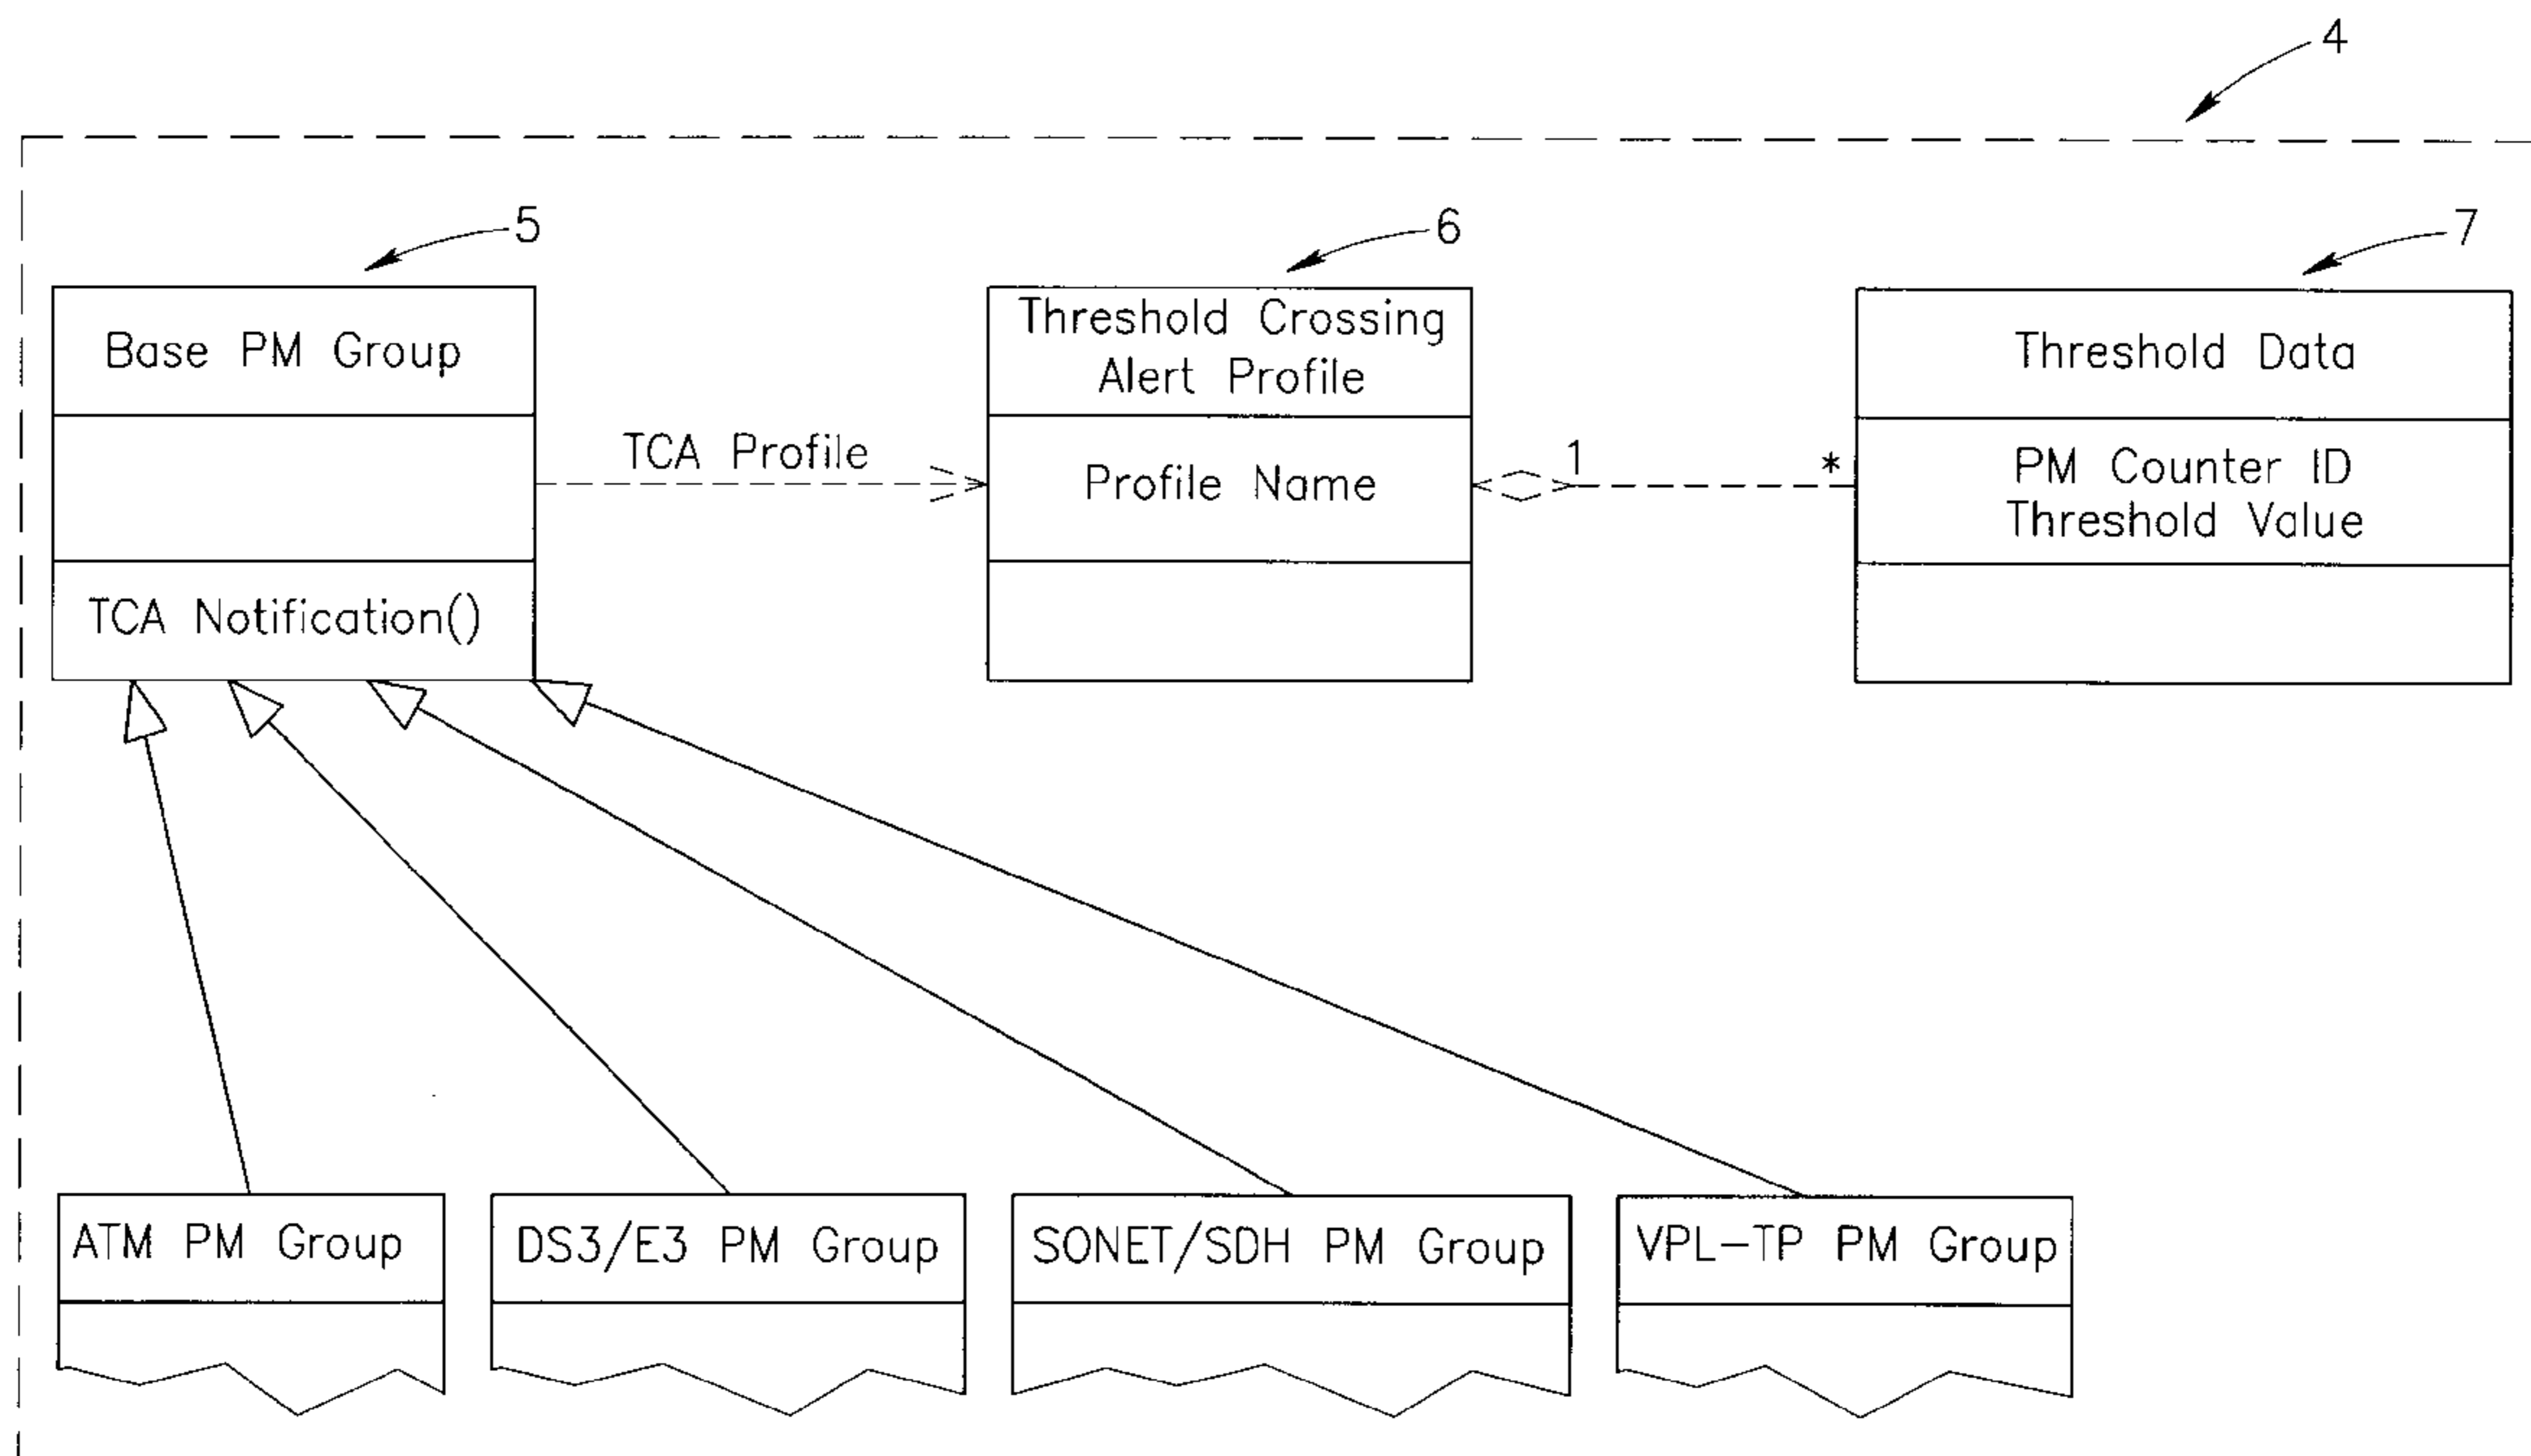 4
5
6
7
Base PM Group
Threshold Crossing
Alert Profile
Threshold Data
TCA Profile
Profile Name
1
*
PM Counter ID
Threshold Value
TCA Notification()
ATM PM Group
DS3/E3 PM Group
SONET/SDH PM Group
VPL-TP PM Group